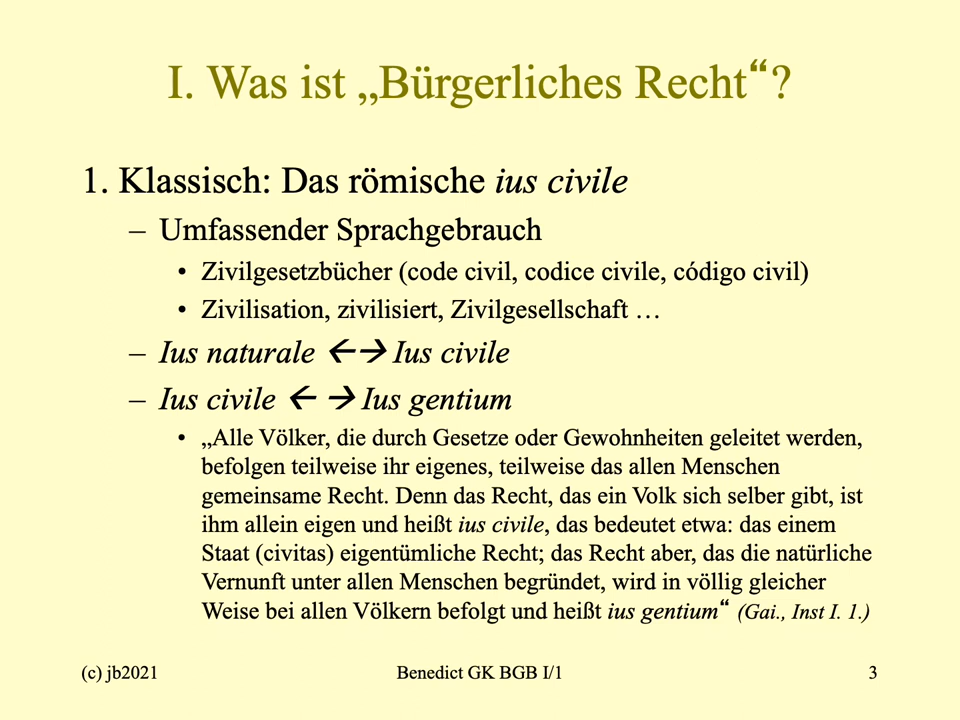 I. Was ist „Bürgerliches Recht“?
1. Klassisch: Das römische ius civile
– Umfassender Sprachgebrauch
• Zivilgesetzbücher (code civil, codice civile, código civil)
• Zivilisation, zivilisiert, Zivilgesellschaft …
– Ius naturale ←→ Ius civile
– Ius civile ← → Ius gentium
• „Alle Völker, die durch Gesetze oder Gewohnheiten geleitet werden,
befolgen teilweise ihr eigenes, teilweise das allen Menschen
gemeinsame Recht. Denn das Recht, das ein Volk sich selber gibt, ist
ihm allein eigen und heißt ius civile, das bedeutet etwa: das einem
Staat (civitas) eigentümliche Recht; das Recht aber, das die natürliche
Vernunft unter allen Menschen begründet, wird in völlig gleicher
Weise bei allen Völkern befolgt und heißt ius gentium“ (Gai., Inst I. 1.)
(c) jb2021
Benedict GK BGB I/1
3